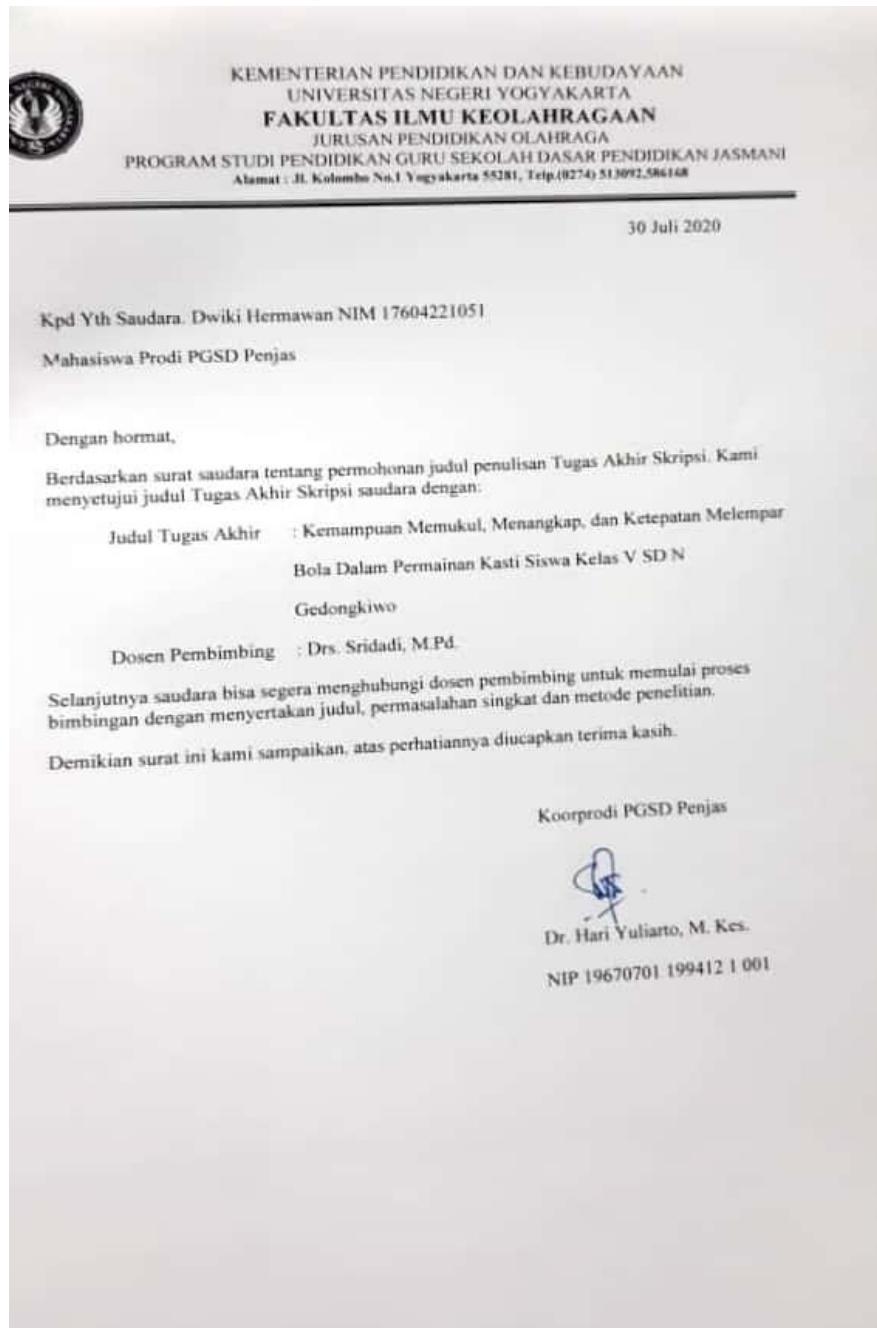 KEMENTERIAN PENDIDIKAN DAN KEBUDAYAAN
UNIVERSITAS NEGERI YOGYAKARTA
FAKULTAS ILMU KEOLAHRAGAAN
JURUSAN PENDIDIKAN OLAHRAGA
PROGRAM STUDI PENDIDIKAN GURU SEKOLAH DASAR PENDIDIKAN JASMANI
Alamat : Jl. Kolombo No.1 Yogyakarta 55281, Telp.(0274) 513092,586168
30 Juli 2020
Kpd Yth Saudara. Dwiki Hermawan NIM 17604221051
Mahasiswa Prodi PGSD Penjas
Dengan hormat,
Berdasarkan surat saudara tentang permohonan judul penulisan Tugas Akhir Skripsi. Kami
menyetujui judul Tugas Akhir Skripsi saudara dengan:
Judul Tugas Akhir : Kemampuan Memukul, Menangkap, dan Ketepatan Melempar
Bola Dalam Permainan Kasti Siswa Kelas V SD N
Gedongkiwo
Dosen Pembimbing : Drs. Sridadi, M.Pd.
Selanjutnya saudara bisa segera menghubungi dosen pembimbing untuk memulai proses
bimbingan dengan menyertakan judul, permasalahan singkat dan metode penelitian.
Demikian surat ini kami sampaikan, atas perhatiannya diucapkan terima kasih.
Koorprodi PGSD Penjas
Dr. Hari Yuliarto, M. Kes.
NIP 19670701 199412 1 001